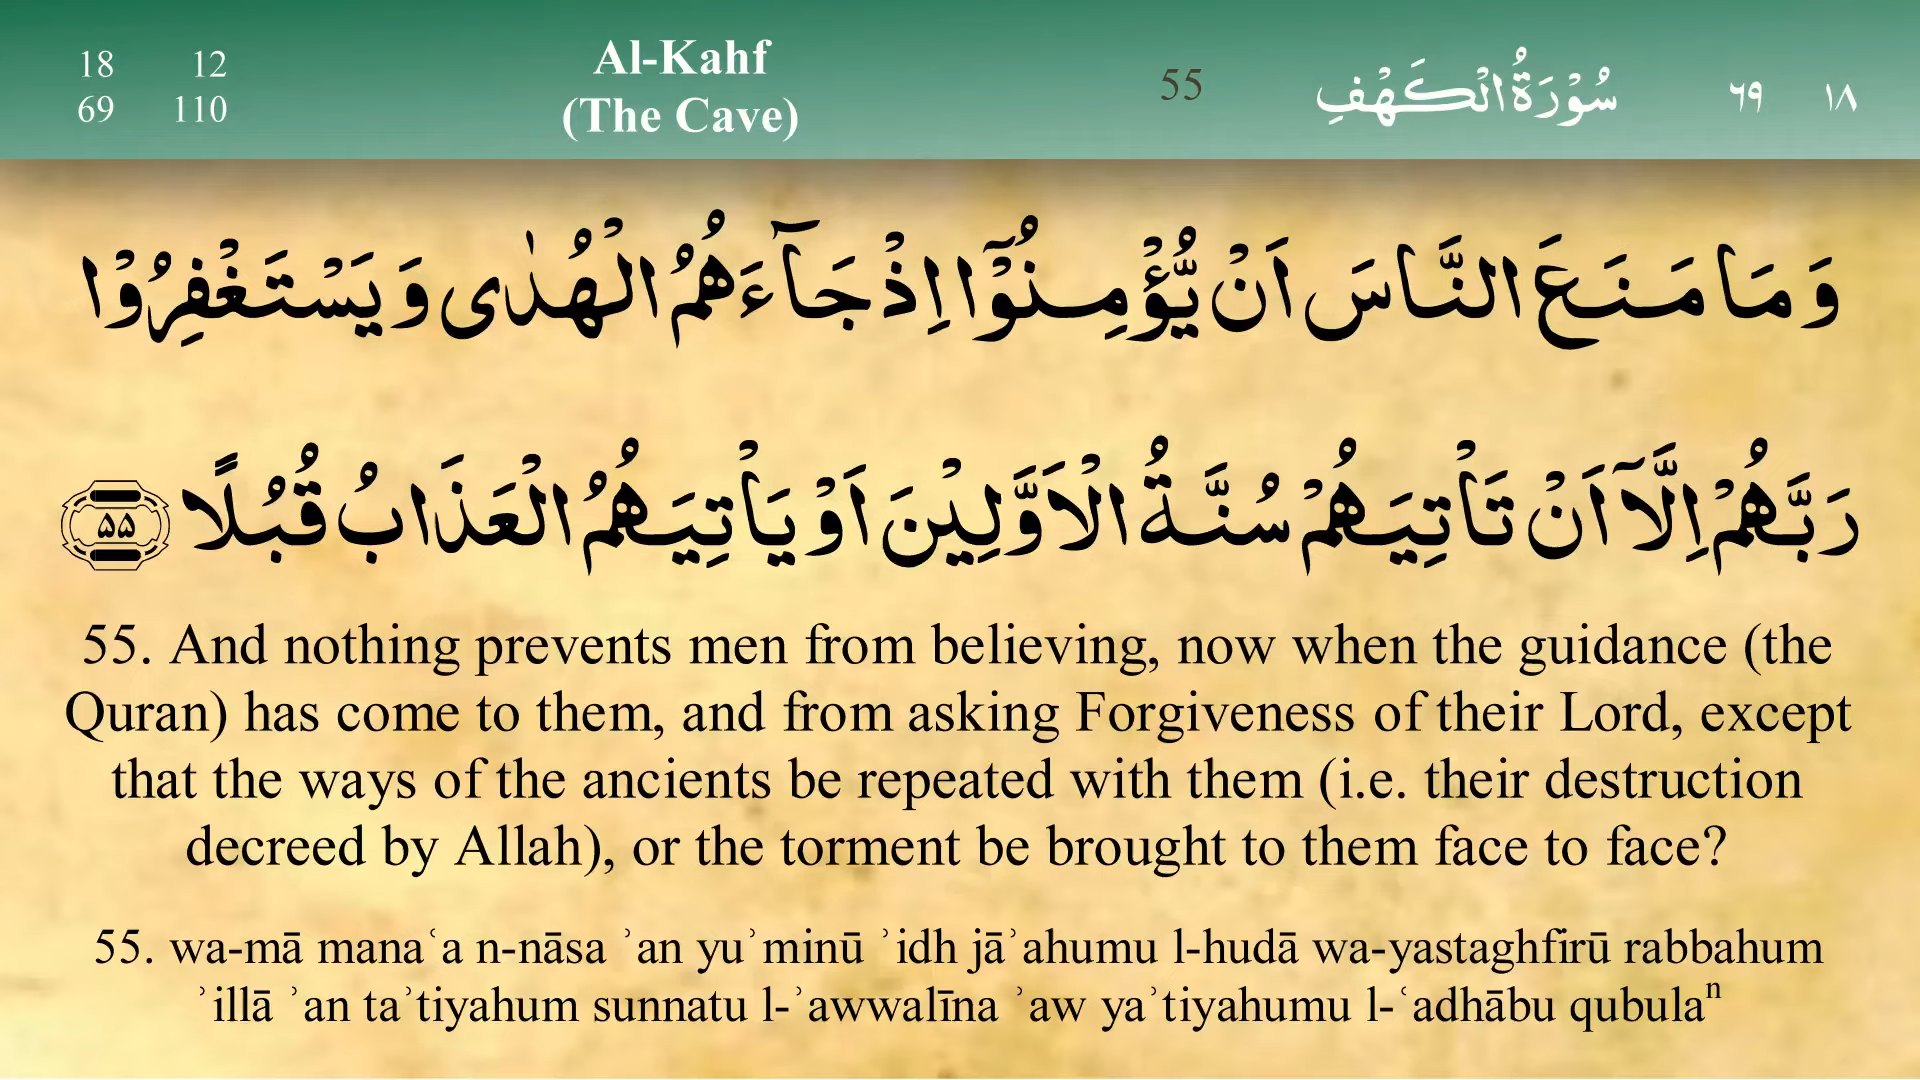 18 12
69 110
Al-Kahf
(The Cave)
55
سُوْرَةُ الْكَهْفِ
٦٩ ١٨
وَمَا مَنَعَ النَّاسَ اَنْ يُّؤْمِنُوْٓا اِذْ جَآءَهُمُ الْهُدٰى وَيَسْتَغْفِرُوْا
رَبَّهُمْ اِلَّآ اَنْ تَأْتِيَهُمْ سُنَّةُ الْاَوَّلِيْنَ اَوْ يَأْتِيَهُمُ الْعَذَابُ قُبُلًا ۵۵
55. And nothing prevents men from believing, now when the guidance (the
Quran) has come to them, and from asking Forgiveness of their Lord, except
that the ways of the ancients be repeated with them (i.e. their destruction
decreed by Allah), or the torment be brought to them face to face?
55. wa-mā manaʿa n-nāsa ʾan yuʾminū ʾidh jāʾahumu l-hudā wa-yastaghfirū rabbahum
ʾillā ʾan taʾtiyahum sunnatu l-ʾawwalīna ʾaw yaʾtiyahumu l-ʿadhābu qubulaⁿ